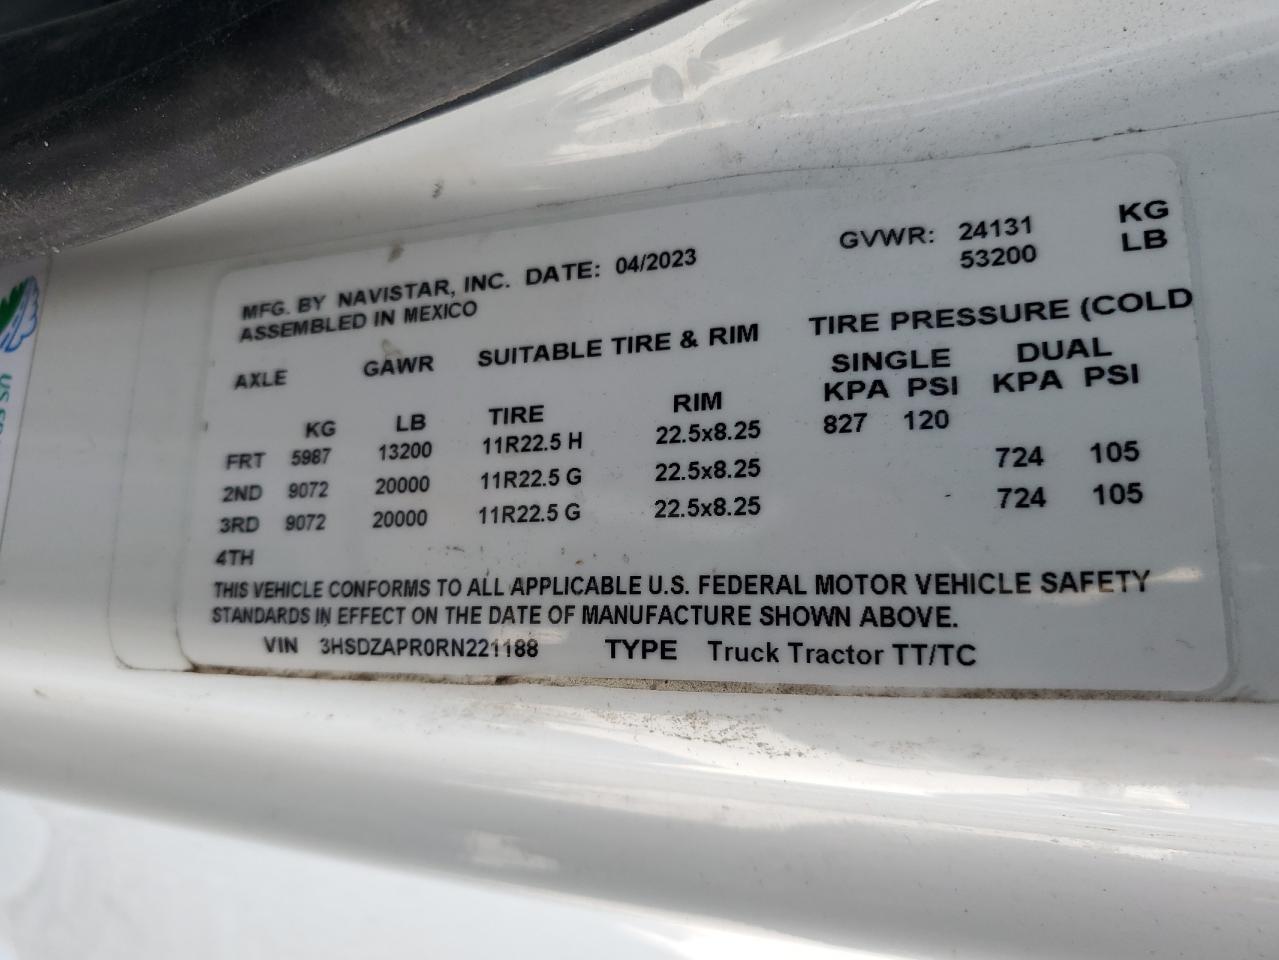 MFG. BY NAVISTAR, INC. DATE: 04/2023 GVWR: 24131 KG
53200 LB
ASSEMBLED IN MEXICO
AXLE GAWR SUITABLE TIRE & RIM TIRE PRESSURE (COLD
SINGLE DUAL
KG LB TIRE RIM KPA PSI KPA PSI
FRT 5987 13200 11R22.5 H 22.5x8.25 827 120
2ND 9072 20000 11R22.5 G 22.5x8.25 724 105
3RD 9072 20000 11R22.5 G 22.5x8.25 724 105
4TH
THIS VEHICLE CONFORMS TO ALL APPLICABLE U.S. FEDERAL MOTOR VEHICLE SAFETY
STANDARDS IN EFFECT ON THE DATE OF MANUFACTURE SHOWN ABOVE.
VIN 3HSDZAPR0RN221188 TYPE Truck Tractor TT/TC